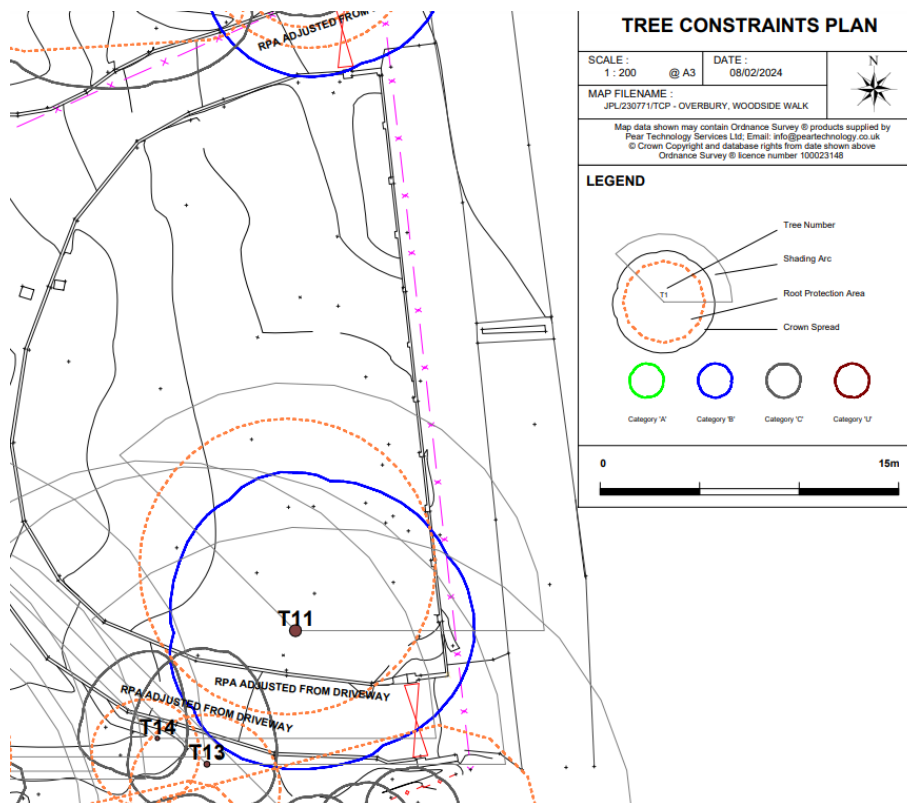 RPA ADJUSTED FROM
TREE CONSTRAINTS PLAN
SCALE :
1 : 200 @ A3
DATE :
08/02/2024
N
MAP FILENAME :
JPL/230771/TCP - OVERBURY, WOODSIDE WALK
Map data shown may contain Ordnance Survey ® products supplied by
Pear Technology Services Ltd; Email: info@peartechnology.co.uk
© Crown Copyright and database rights from date shown above
Ordnance Survey ® licence number 100023148
LEGEND
Tree Number
Shading Arc
T1
Root Protection Area
Crown Spread
Category 'A'
Category 'B'
Category 'C'
Category 'U'
0 15m
T11
RPA ADJUSTED FROM DRIVEWAY
RPA ADJUSTED FROM DRIVEWAY
T14
T13